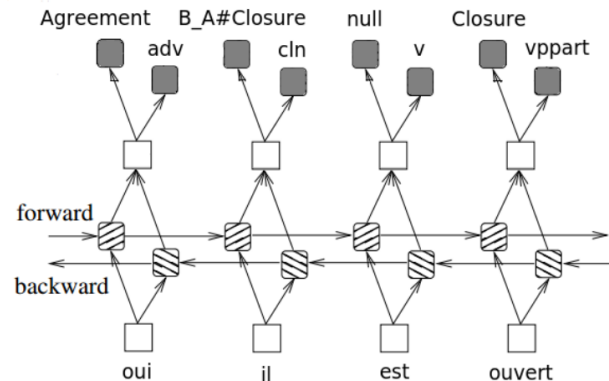 Agreement B_A#Closure null Closure
adv cln v vppart
forward
backward
oui il est ouvert